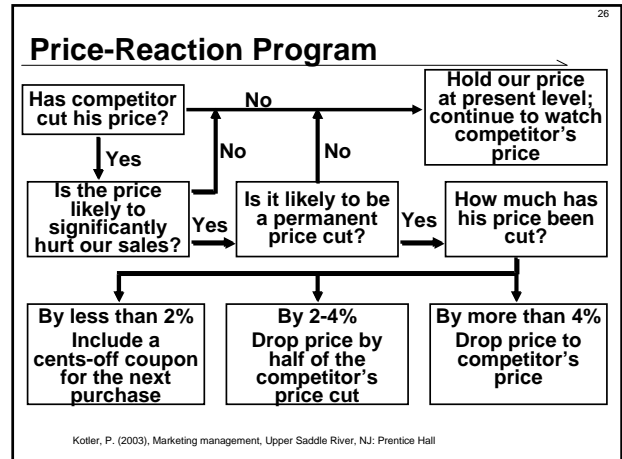 26
Price-Reaction Program
Has competitor
cut his price?
No
Hold our price
at present level;
continue to watch
competitor's
price
Yes
No
No
Is the price
likely to
significantly
hurt our sales?
Yes
Is it likely to be
a permanent
price cut?
Yes
How much has
his price been
cut?
By less than 2%
Include a
cents-off coupon
for the next
purchase
By 2-4%
Drop price by
half of the
competitor's
price cut
By more than 4%
Drop price to
competitor's
price
Kotler, P. (2003), Marketing management, Upper Saddle River, NJ: Prentice Hall